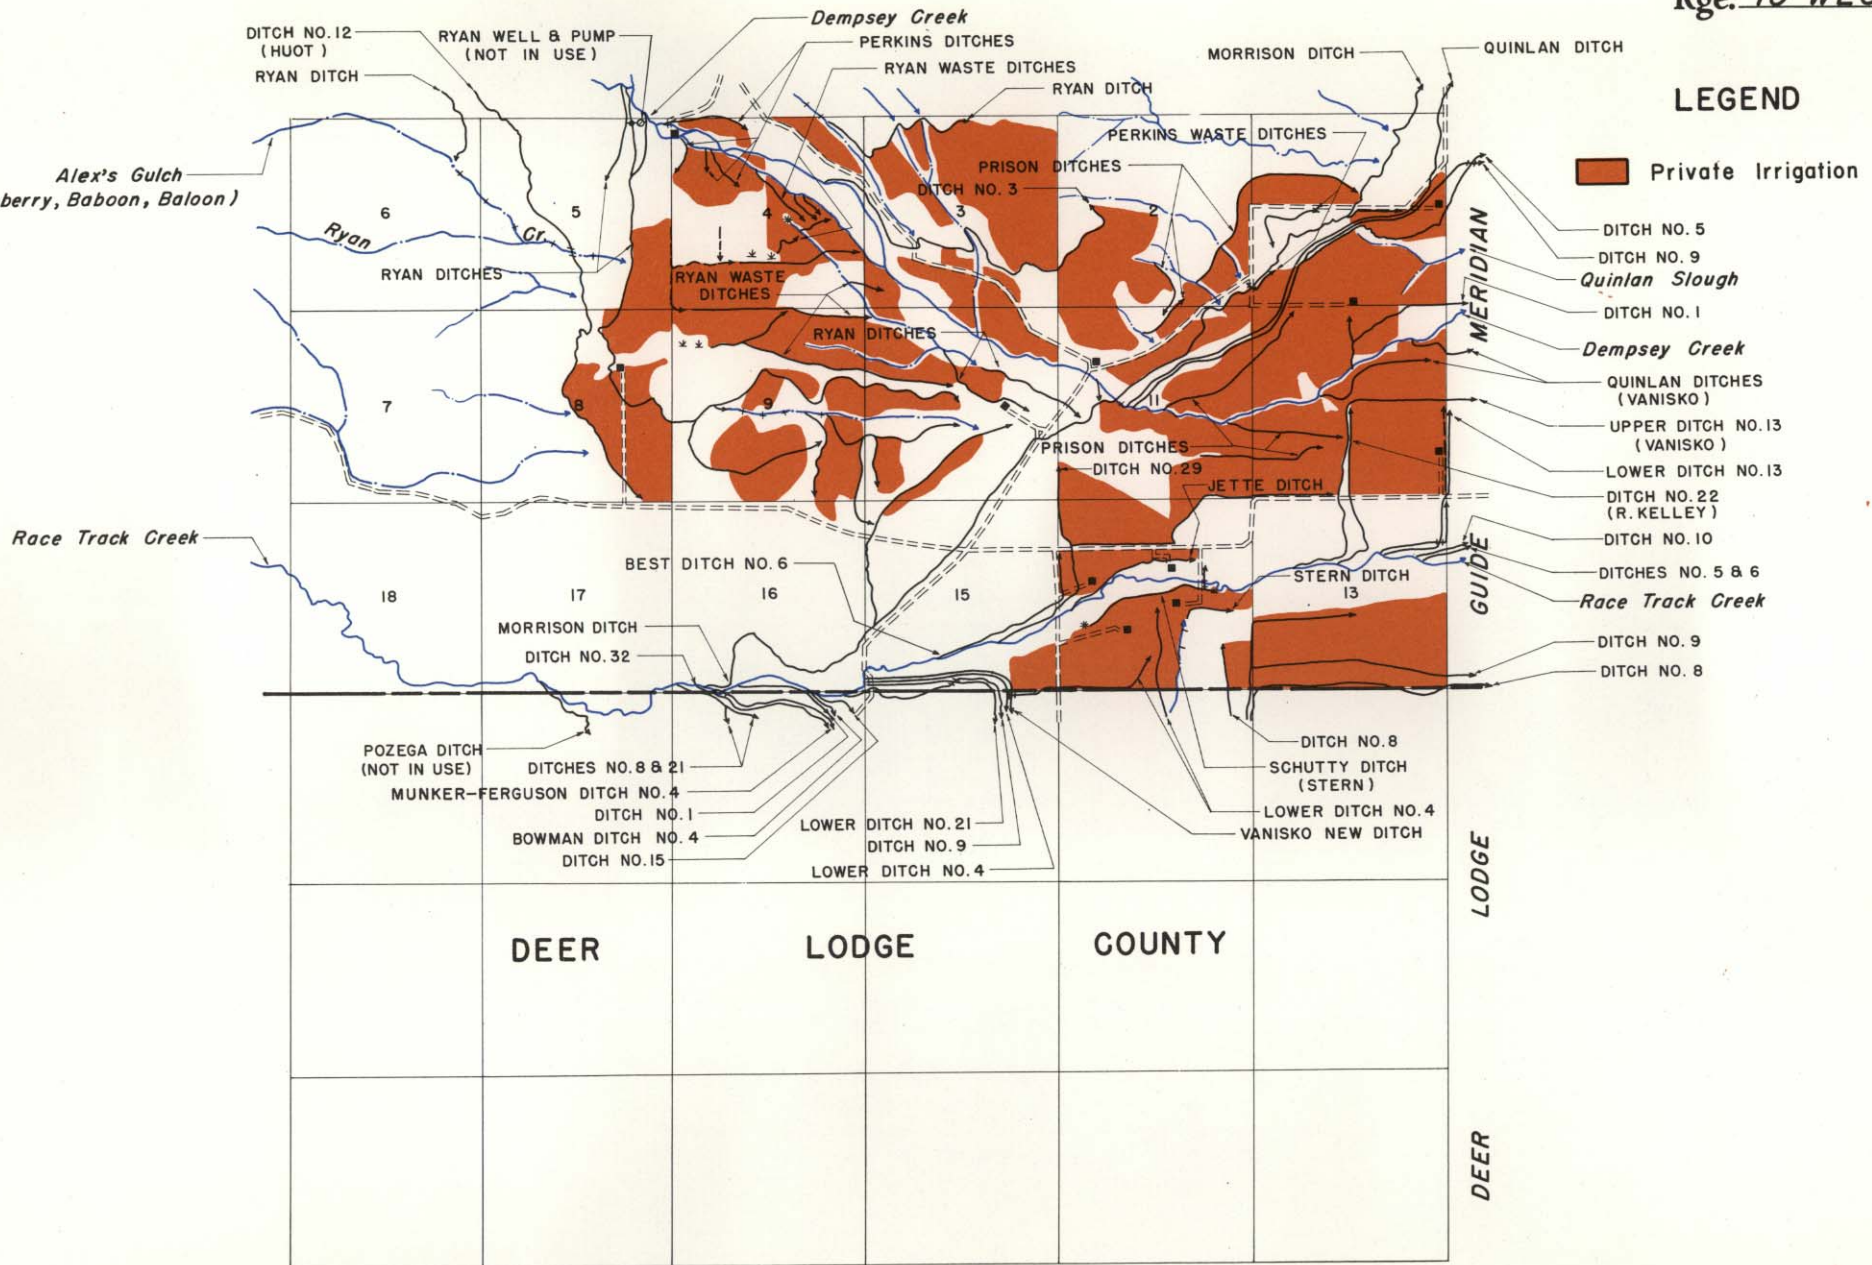 Rge. 10 WES
Dempsey Creek
DITCH NO. 12
(HUOT)
RYAN WELL & PUMP
(NOT IN USE)
PERKINS DITCHES
MORRISON DITCH
QUINLAN DITCH
RYAN DITCH
RYAN WASTE DITCHES
RYAN DITCH
LEGEND
PERKINS WASTE DITCHES
Private Irrigation
Alex's Gulch
berry, Baboon, Baloon)
PRISON DITCHES
DITCH NO. 3
6
5
4
3
2
Ryan
Cr.
DITCH NO. 5
DITCH NO. 9
RYAN DITCHES
RYAN WASTE
DITCHES
Quinlan Slough
MERIDIAN
DITCH NO. 1
RYAN DITCHES
Dempsey Creek
QUINLAN DITCHES
(VANISKO)
7
8
9
11
UPPER DITCH NO. 13
(VANISKO)
PRISON DITCHES
DITCH NO. 29
LOWER DITCH NO. 13
JETTE DITCH
DITCH NO. 22
(R. KELLEY)
Race Track Creek
DITCH NO. 10
BEST DITCH NO. 6
STERN DITCH
DITCHES NO. 5 & 6
GUIDE
18
17
16
15
13
Race Track Creek
MORRISON DITCH
DITCH NO. 32
DITCH NO. 9
DITCH NO. 8
POZEGA DITCH
(NOT IN USE)
DITCHES NO. 8 & 21
DITCH NO. 8
SCHUTTY DITCH
(STERN)
MUNKER-FERGUSON DITCH NO. 4
DITCH NO. 1
BOWMAN DITCH NO. 4
DITCH NO. 15
LOWER DITCH NO. 21
DITCH NO. 9
LOWER DITCH NO. 4
LOWER DITCH NO. 4
VANISKO NEW DITCH
LODGE
DEER LODGE COUNTY
DEER